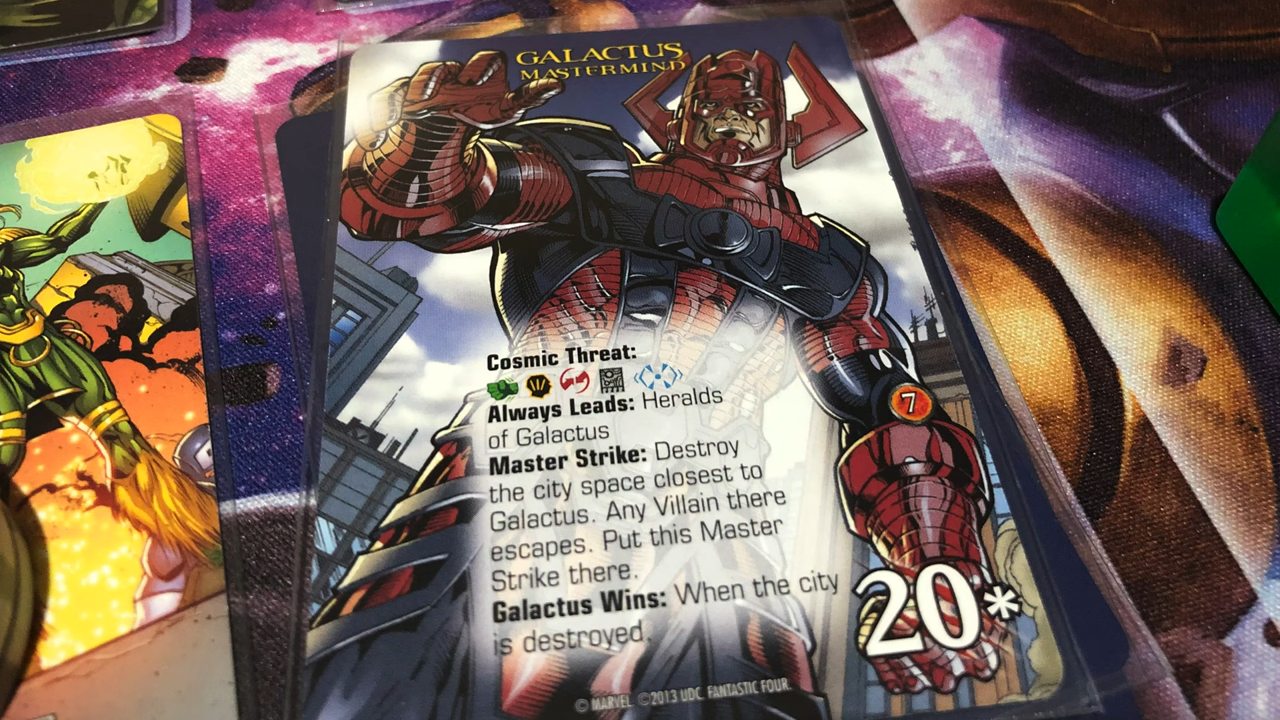 GALACTUS
MASTERMIND
Cosmic Threat:
Always Leads: Heralds
of Galactus
7
Master Strike: Destroy
the city space closest to
Galactus. Any Villain there
escapes. Put this Master
Strike there.
Galactus Wins: When the city
is destroyed.
20*
© MARVEL. ©2013 UDC. FANTASTIC FOUR.